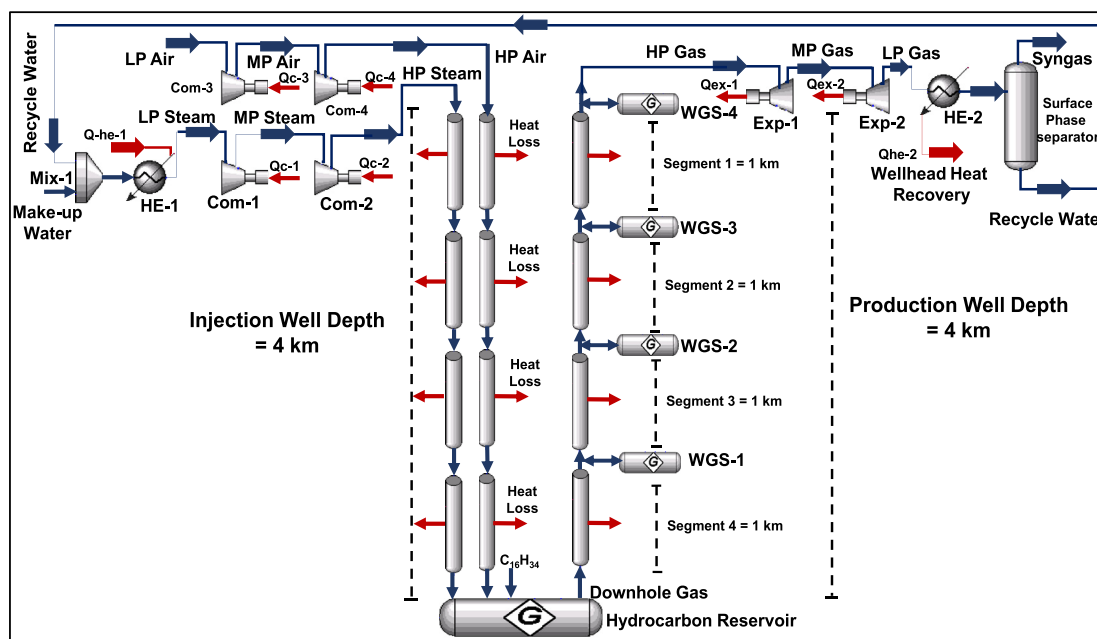 Recycle Water
LP Air
MP Air
HP Air
Com-3
Qc-3
Com-4
Qc-4
HP Steam
Q-he-1
LP Steam
MP Steam
Mix-1
Make-up
Water
HE-1
Com-1
Qc-1
Com-2
Qc-2
Heat
Loss
Heat
Loss
Heat
Loss
Heat
Loss
Injection Well Depth
= 4 km
C16H34
G
Hydrocarbon Reservoir
Downhole Gas
HP Gas
MP Gas
LP Gas
Syngas
Qex-1
Qex-2
Exp-1
Exp-2
HE-2
Surface
Phase
separator
Qhe-2
Wellhead Heat
Recovery
Recycle Water
G
WGS-4
Segment 1 = 1 km
G
WGS-3
Segment 2 = 1 km
G
WGS-2
Segment 3 = 1 km
G
WGS-1
Segment 4 = 1 km
Production Well Depth
= 4 km